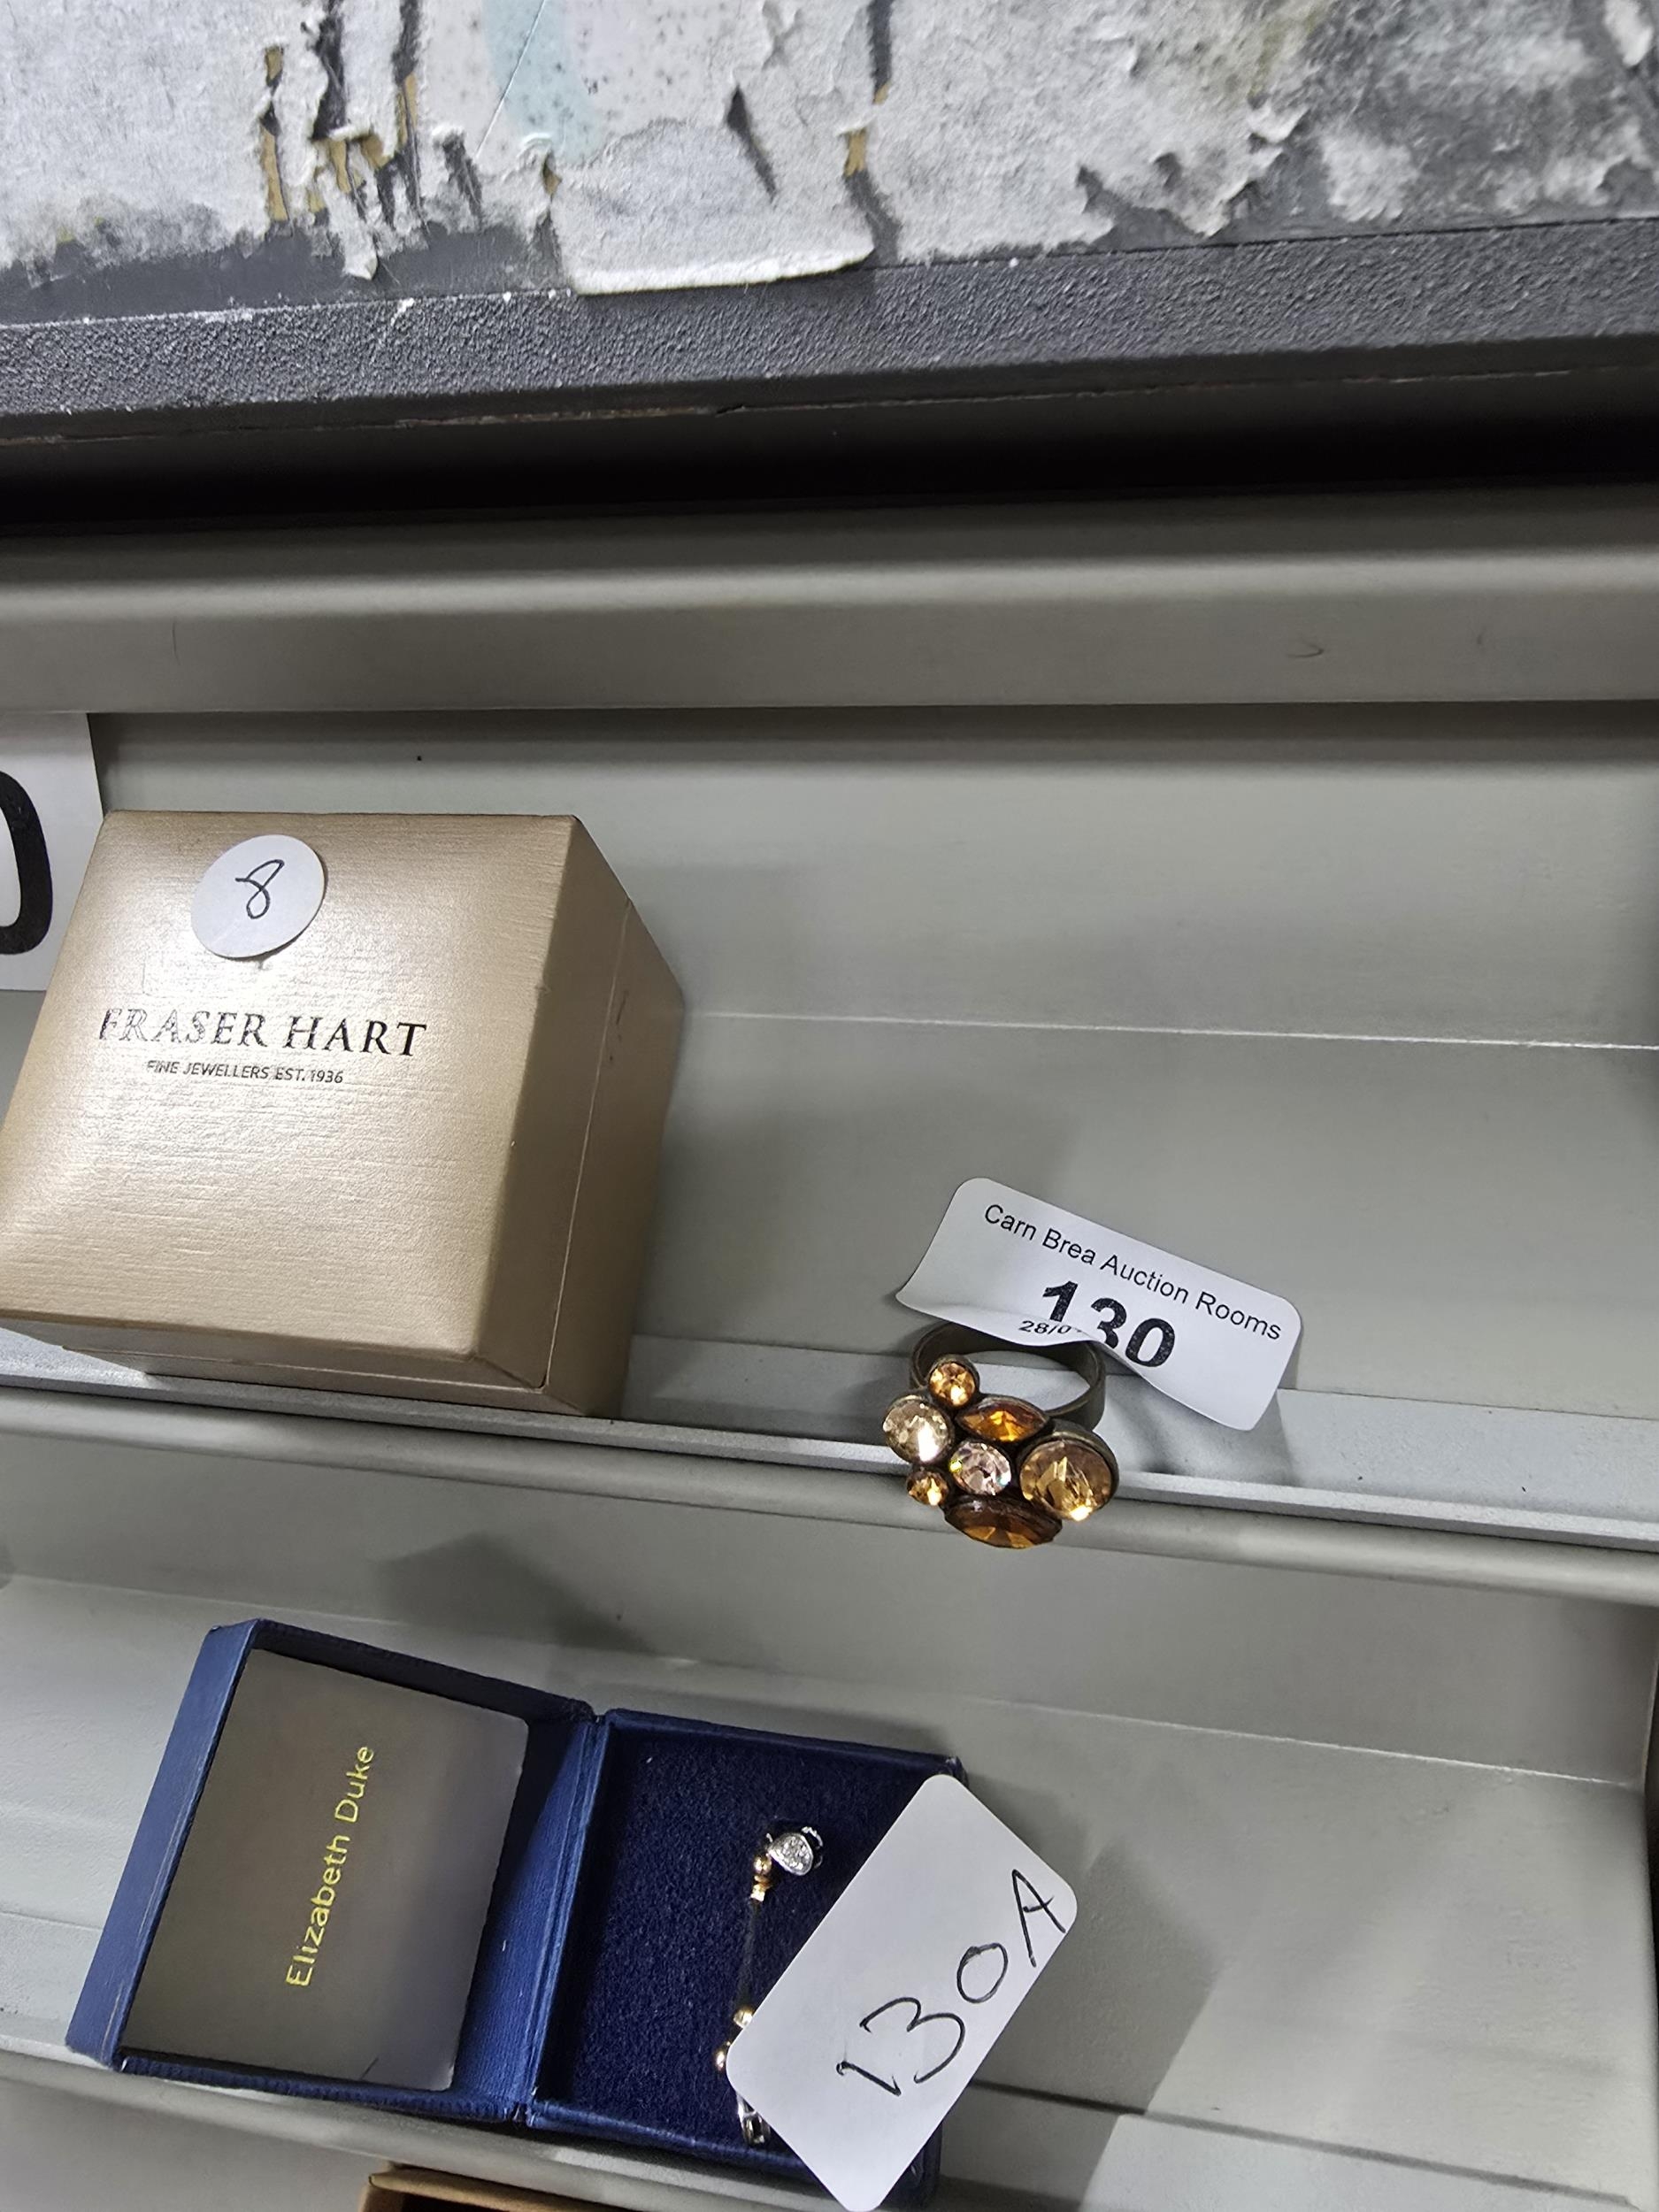 8
FRASER HART
FINE JEWELLERS EST. 1936
Carn Brea Auction Rooms
130
Elizabeth Duke
130A